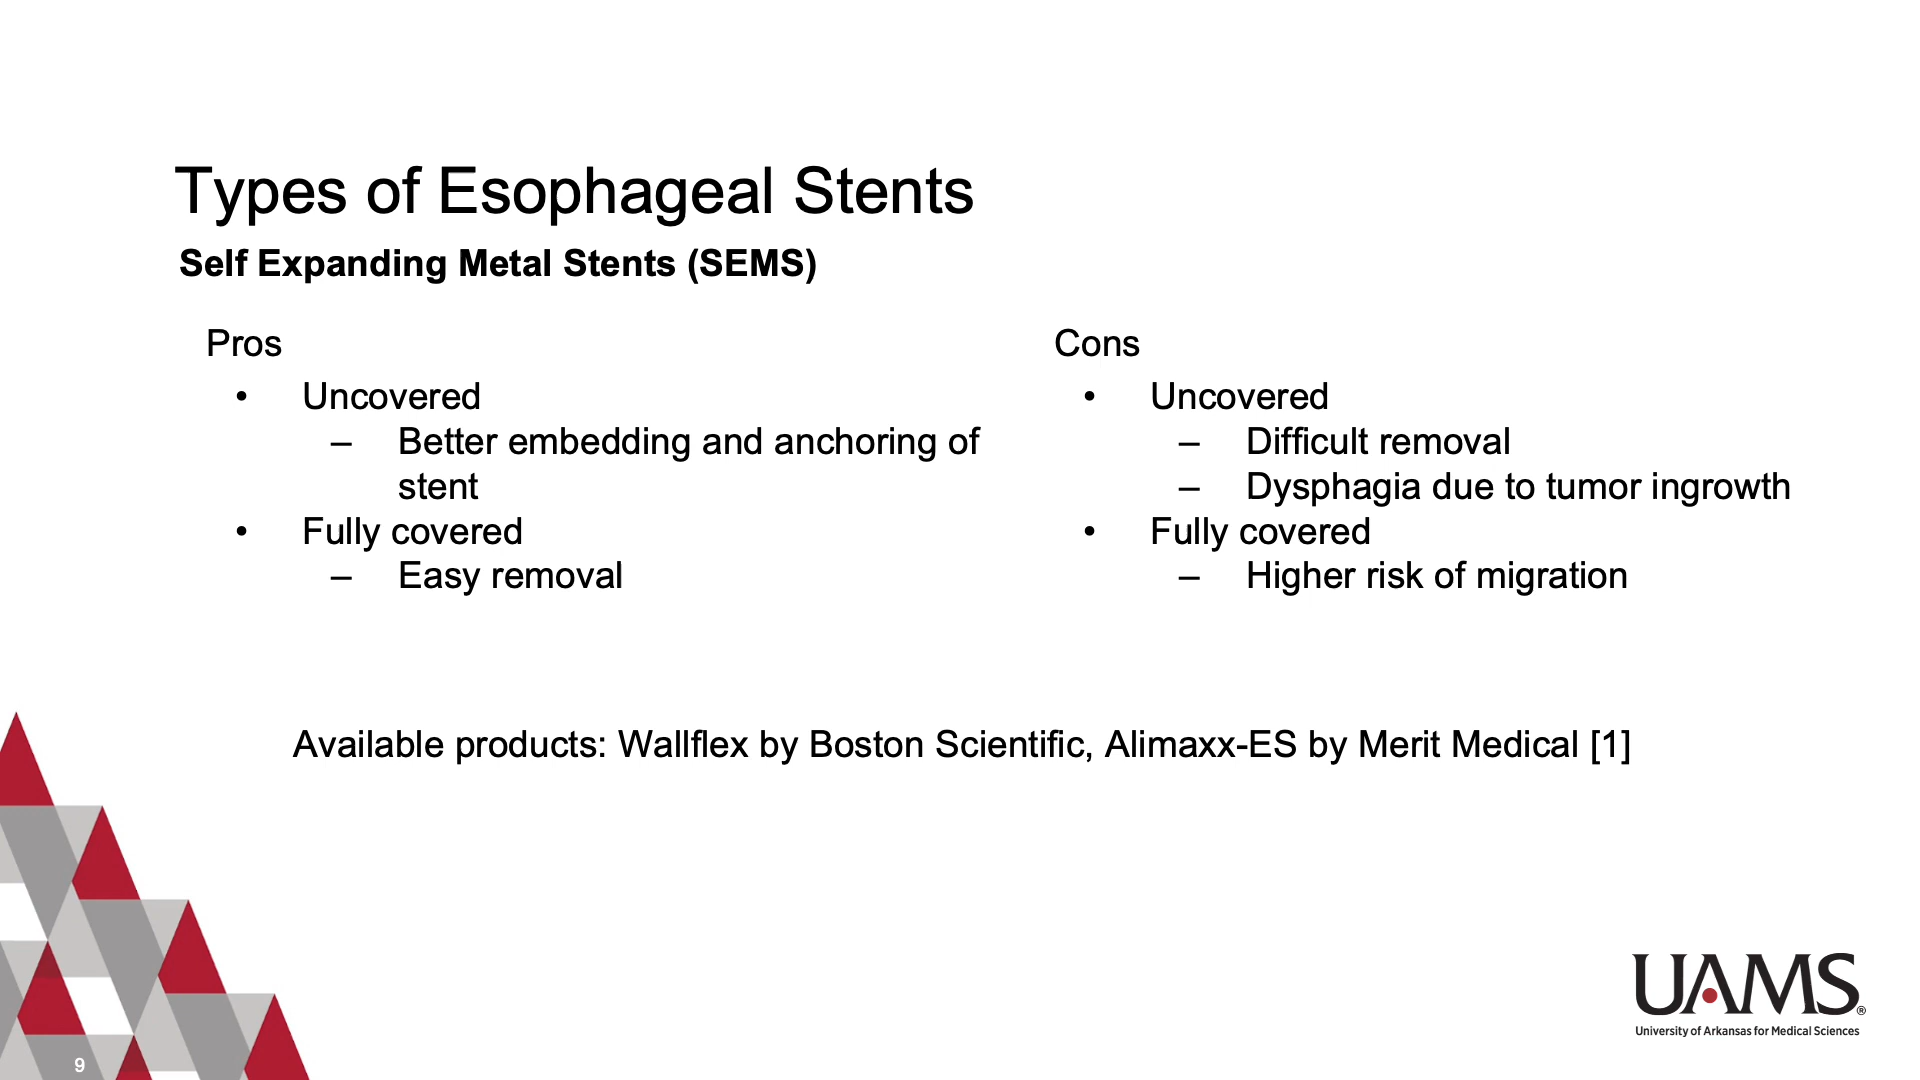 Types of Esophageal Stents
Self Expanding Metal Stents (SEMS)
Pros
• Uncovered
– Better embedding and anchoring of
stent
• Fully covered
– Easy removal
Cons
• Uncovered
– Difficult removal
– Dysphagia due to tumor ingrowth
• Fully covered
– Higher risk of migration
Available products: Wallflex by Boston Scientific, Alimaxx-ES by Merit Medical [1]
UAMS®
University of Arkansas for Medical Sciences
9